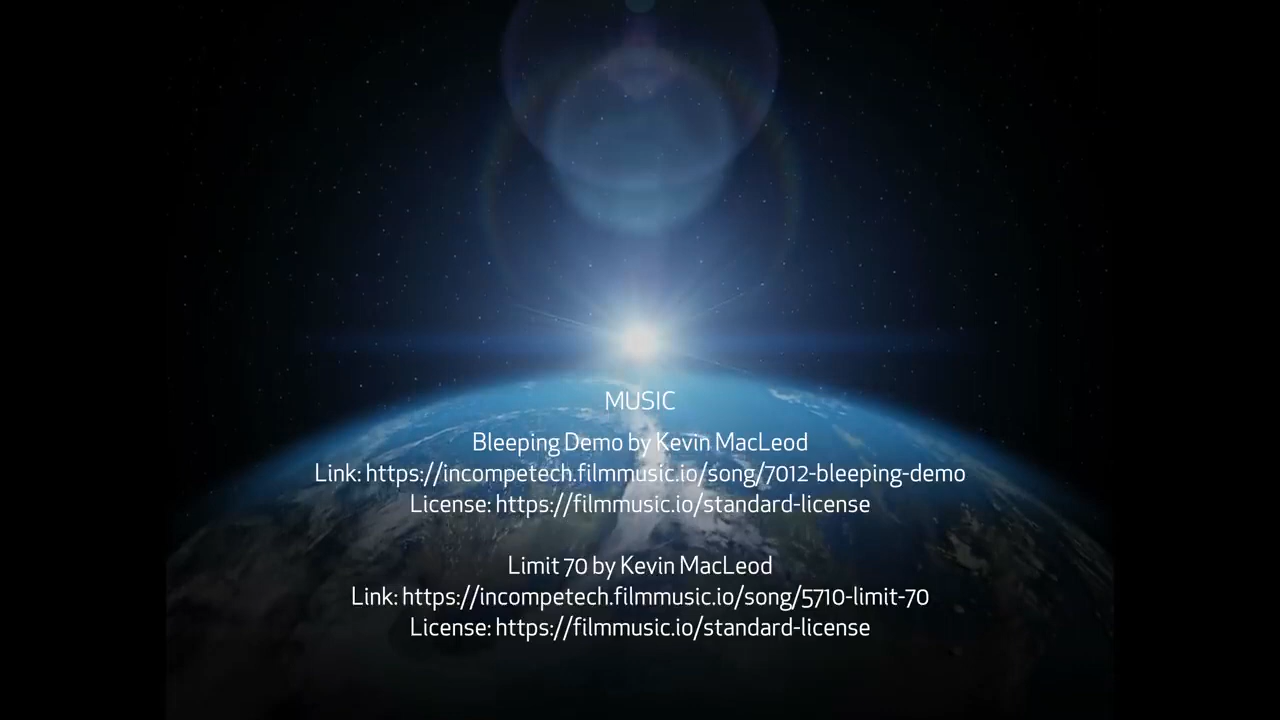 MUSIC
Bleeping Demo by Kevin MacLeod
Link: https://incompetech.filmmusic.io/song/7012-bleeping-demo
License: https://filmmusic.io/standard-license
Limit 70 by Kevin MacLeod
Link: https://incompetech.filmmusic.io/song/5710-limit-70
License: https://filmmusic.io/standard-license